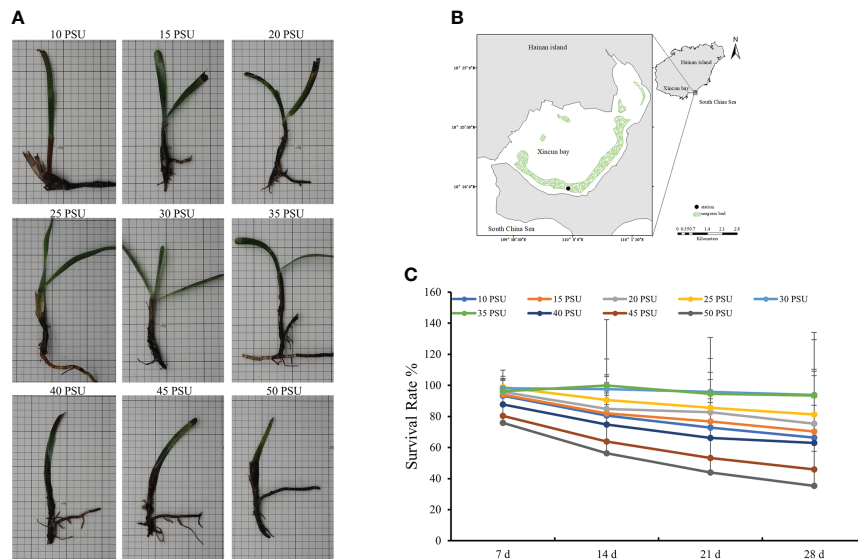 A
10 PSU
15 PSU
20 PSU
25 PSU
30 PSU
35 PSU
40 PSU
45 PSU
50 PSU
B
Hainan island
Xincun bay
South China Sea
N
Hainan island
Xincun bay
South China Sea
station
Kilometers
C
160
140
120
100
80
60
40
20
0
Survival Rate %
10 PSU 15 PSU 20 PSU 25 PSU 30 PSU
35 PSU 40 PSU 45 PSU 50 PSU
7 d 14 d 21 d 28 d